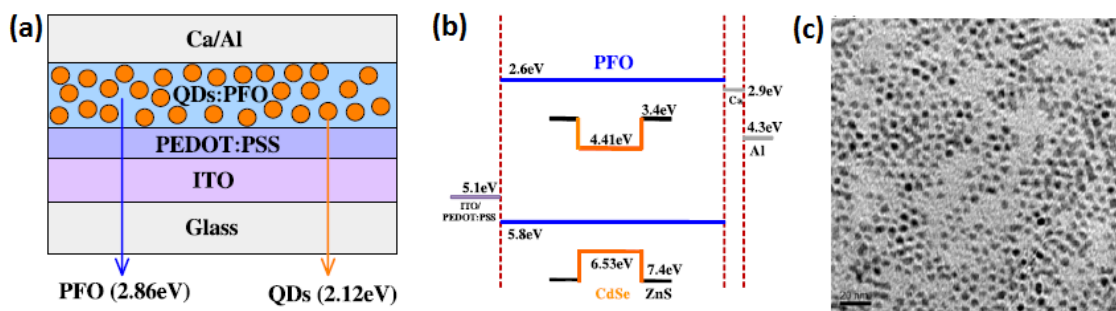 (a)
Ca/Al
QDs:PFO
PEDOT:PSS
ITO
Glass
PFO (2.86eV)
QDs (2.12eV)
(b)
2.6eV
PFO
Ca
2.9eV
3.4eV
4.41eV
4.3eV
Al
5.1eV
ITO/
PEDOT:PSS
5.8eV
6.53eV
7.4eV
CdSe
ZnS
(c)
20 nm